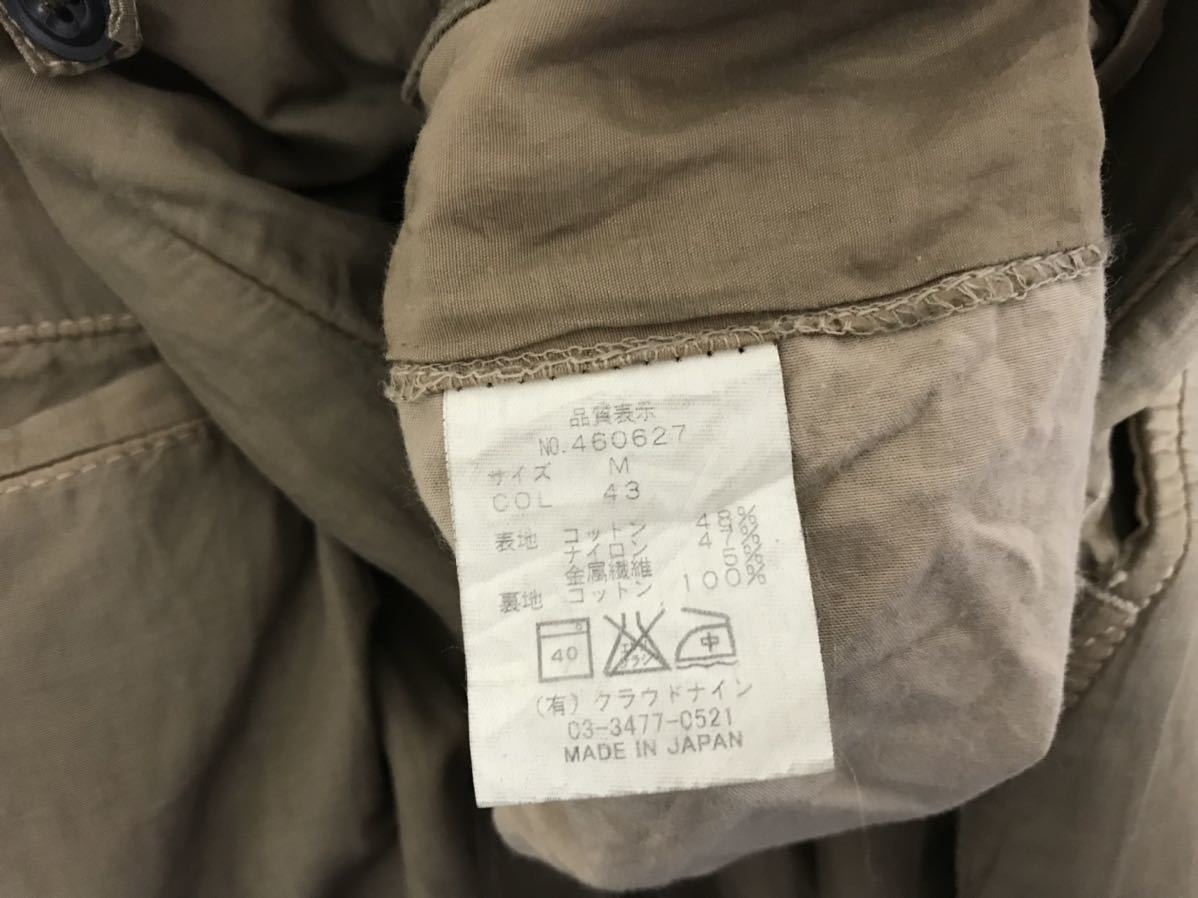 品質表示
NO.460627
サイズ M
COL 43
表地 コットン 48%
ナイロン 47%
金属繊維 5%
裏地 コットン 100%
40
中
(有)クラウドナイン
03-3477-0521
MADE IN JAPAN